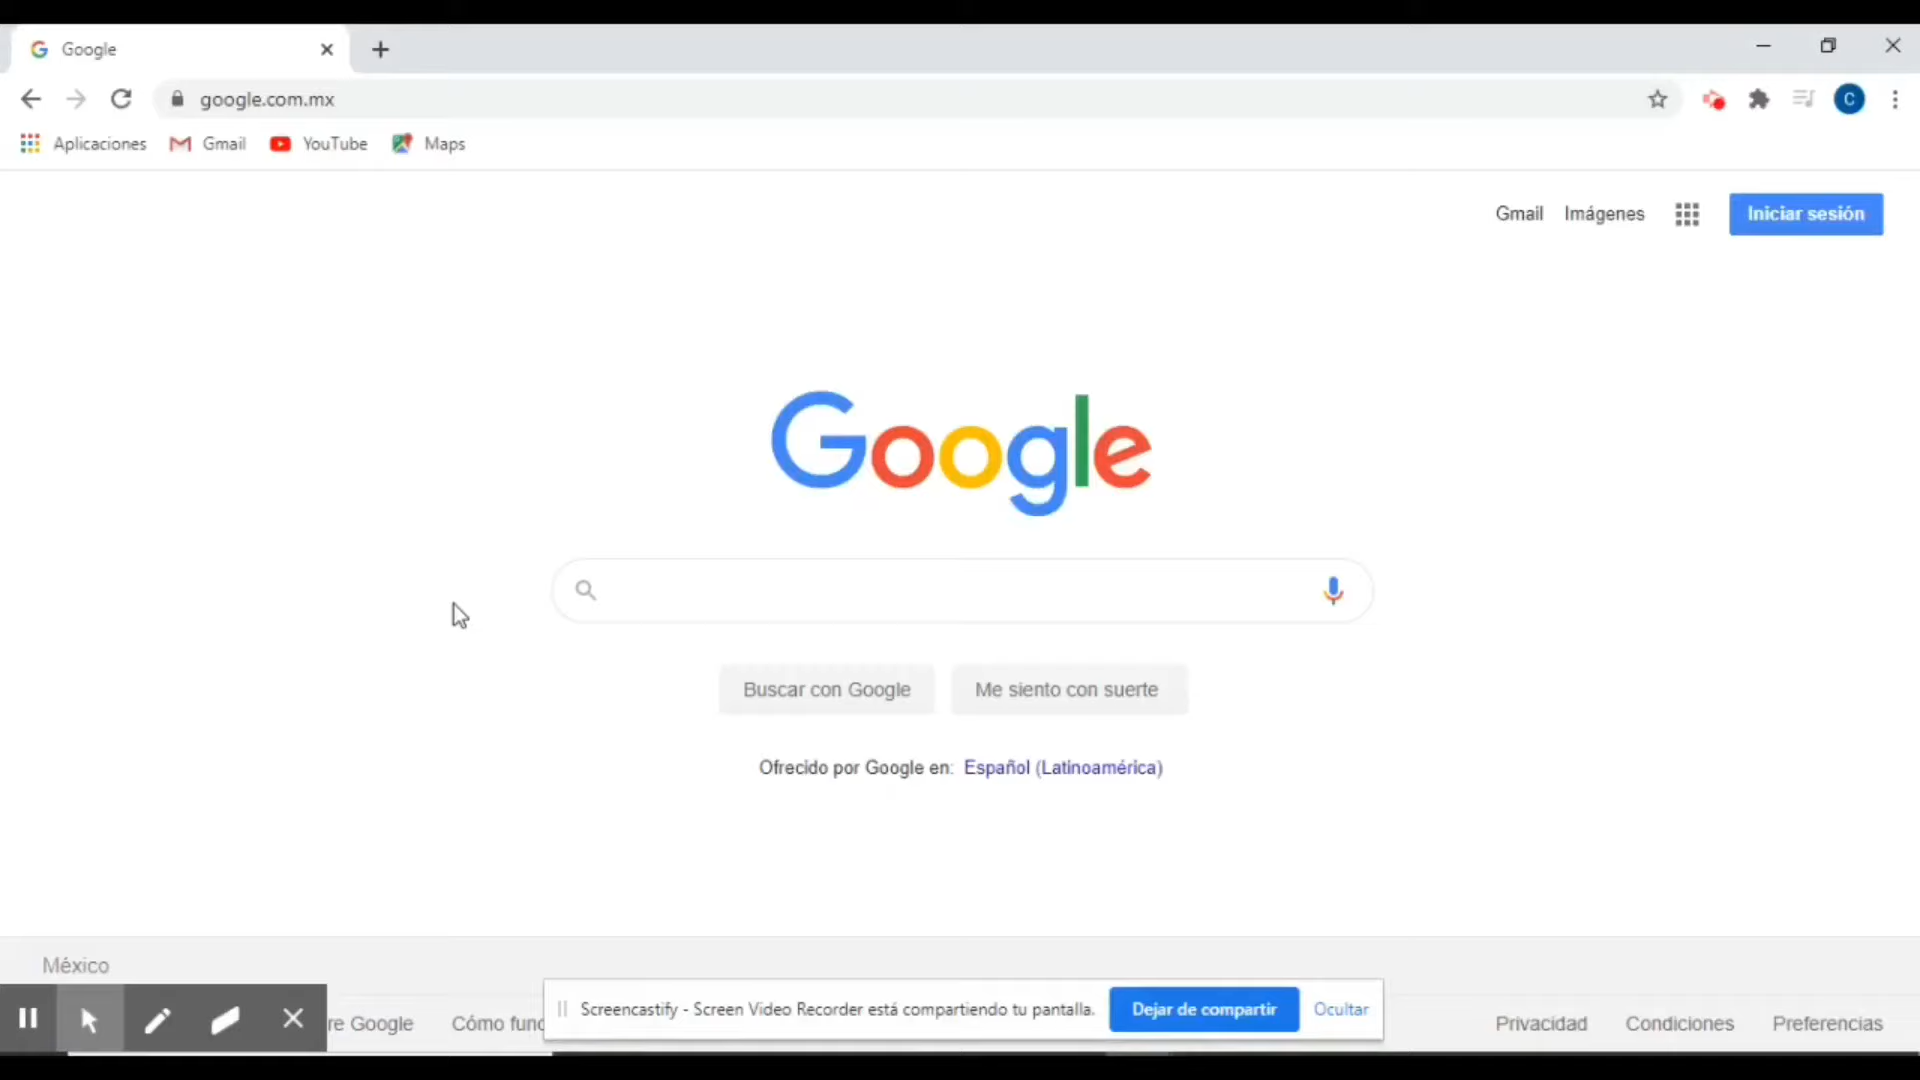 Google
google.com.mx
Aplicaciones Gmail YouTube Maps
Gmail Imágenes Iniciar sesión
Google
Buscar con Google Me siento con suerte
Ofrecido por Google en: Español (Latinoamérica)
México
re Google Cómo func
Screencastify - Screen Video Recorder está compartiendo tu pantalla. Dejar de compartir Ocultar
Privacidad Condiciones Preferencias
C